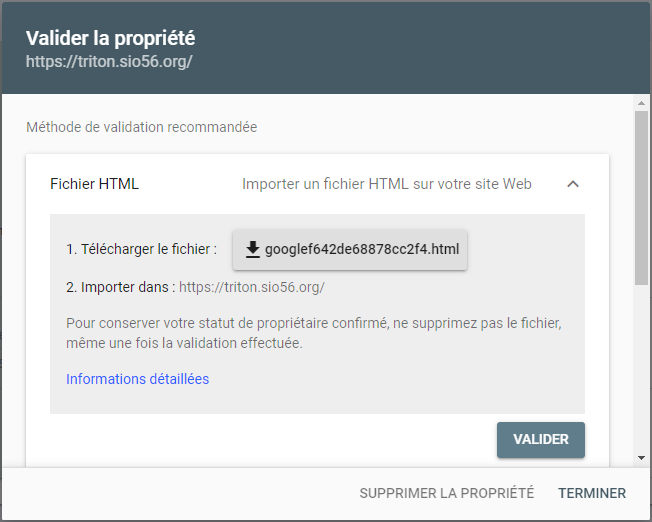 Valider la propriété
https://triton.sio56.org/
Méthode de validation recommandée
Fichier HTML Importer un fichier HTML sur votre site Web
1. Télécharger le fichier : googlef642de68878cc2f4.html
2. Importer dans : https://triton.sio56.org/
Pour conserver votre statut de propriétaire confirmé, ne supprimez pas le fichier,
même une fois la validation effectuée.
Informations détaillées
VALIDER
SUPPRIMER LA PROPRIÉTÉ TERMINER